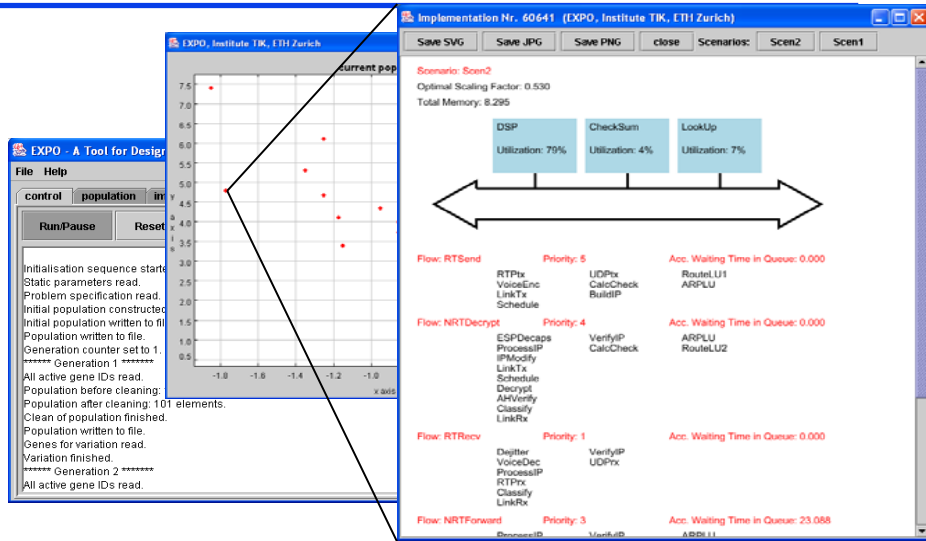 Implementation Nr. 60641 (EXPO, Institute TIK, ETH Zurich)
Save SVG Save JPG Save PNG close Scenarios: Scen2 Scen1
Scenario: Scen2
Optimal Scaling Factor: 0.530
Total Memory: 8.295
DSP CheckSum LookUp
Utilization: 79% Utilization: 4% Utilization: 7%
Flow: RTSend Priority: 5 Acc. Waiting Time in Queue: 0.000
RTPtx UDPtx RouteLU1
VoiceEnc CalcCheck ARPLU
LinkTx BuildIP
Schedule
Flow: NRTDecrypt Priority: 4 Acc. Waiting Time in Queue: 0.000
ESPDecaps VerifyIP ARPLU
ProcessIP CalcCheck RouteLU2
IPModify
LinkTx
Schedule
Decrypt
AHVerify
Classify
LinkRx
Flow: RTRecv Priority: 1 Acc. Waiting Time in Queue: 0.000
Dejitter VerifyIP
VoiceDec UDPrx
ProcessIP
RTPrx
Classify
LinkRx
Flow: NRTForward Priority: 3 Acc. Waiting Time in Queue: 23.088
ProcessIP VerifyIP ARPLU
EXPO, Institute TIK, ETH Zurich
current pop
7.5
7.0
6.5
6.0
5.5
5.0
4.5
4.0
3.5
3.0
2.5
2.0
1.5
1.0
0.5
y axis
-1.8 -1.6 -1.4 -1.2 -1.0
x axis
EXPO - A Tool for Design
File Help
control population im
Run/Pause Reset
Initialisation sequence starte
Static parameters read.
Problem specification read.
Initial population constructed
Initial population written to fil
Population written to file.
Generation counter set to 1.
****** Generation 1 *******
All active gene IDs read.
Population before cleaning:
Population after cleaning: 101 elements.
Clean of population finished.
Population written to file.
Genes for variation read.
Variation finished.
****** Generation 2 *******
All active gene IDs read.